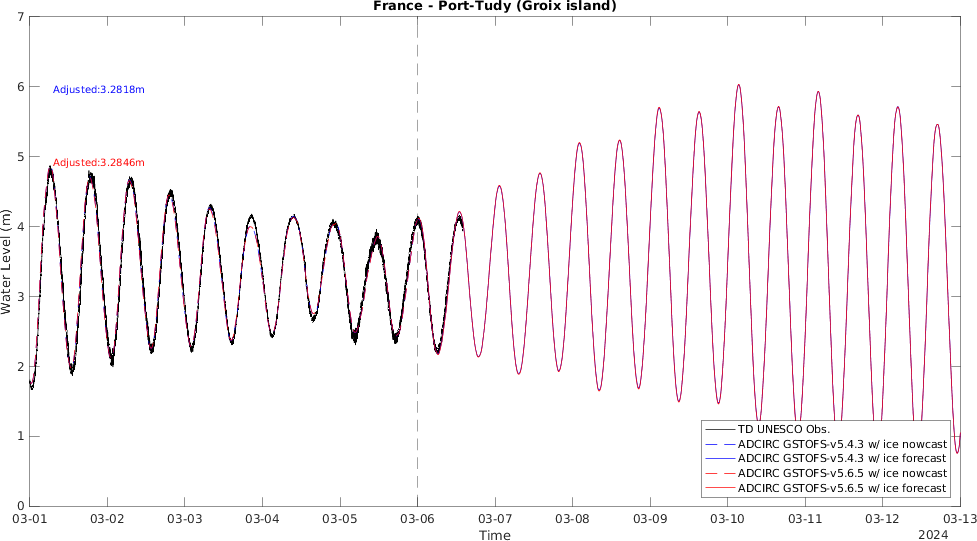 France - Port-Tudy (Groix island)
7
6
5
4
3
2
1
0
Water Level (m)
Adjusted:3.2818m
Adjusted:3.2846m
TD UNESCO Obs.
ADCIRC GSTOFS-v5.4.3 w/ ice nowcast
ADCIRC GSTOFS-v5.4.3 w/ ice forecast
ADCIRC GSTOFS-v5.6.5 w/ ice nowcast
ADCIRC GSTOFS-v5.6.5 w/ ice forecast
03-01 03-02 03-03 03-04 03-05 03-06 03-07 03-08 03-09 03-10 03-11 03-12 03-13
Time
2024